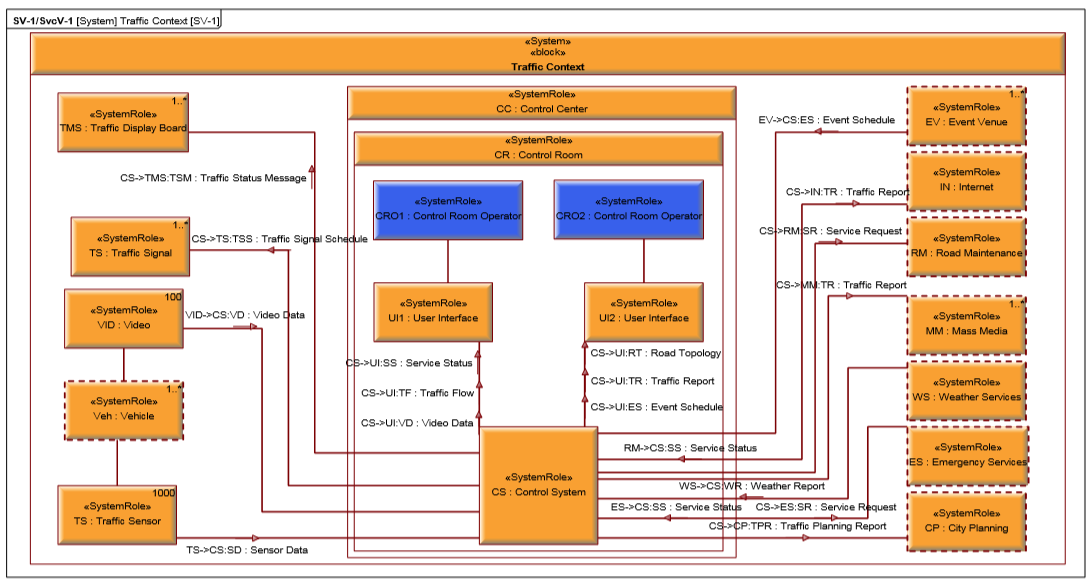 SV-1/SvcV-1 [System] Traffic Context [SV-1]
«System»
«block»
Traffic Context
1..*
«SystemRole»
TMS : Traffic Display Board
CS->TMS:TSM : Traffic Status Message
1..*
«SystemRole»
TS : Traffic Signal
CS->TS:TSS : Traffic Signal Schedule
100
«SystemRole»
VID : Video
VID->CS:VD : Video Data
1..*
«SystemRole»
Veh : Vehicle
1000
«SystemRole»
TS : Traffic Sensor
TS->CS:SD : Sensor Data
«SystemRole»
CC : Control Center
«SystemRole»
CR : Control Room
«SystemRole»
CRO1 : Control Room Operator
«SystemRole»
CRO2 : Control Room Operator
«SystemRole»
UI1 : User Interface
«SystemRole»
UI2 : User Interface
CS->UI:SS : Service Status
CS->UI:TF : Traffic Flow
CS->UI:VD : Video Data
CS->UI:RT : Road Topology
CS->UI:TR : Traffic Report
CS->UI:ES : Event Schedule
«SystemRole»
CS : Control System
EV->CS:ES : Event Schedule
CS->IN:TR : Traffic Report
CS->RM:SR : Service Request
CS->MM:TR : Traffic Report
RM->CS:SS : Service Status
WS->CS:WR : Weather Report
ES->CS:SS : Service Status
CS->ES:SR : Service Request
CS->CP:TPR : Traffic Planning Report
1..*
«SystemRole»
EV : Event Venue
«SystemRole»
IN : Internet
«SystemRole»
RM : Road Maintenance
1..*
«SystemRole»
MM : Mass Media
«SystemRole»
WS : Weather Services
«SystemRole»
ES : Emergency Services
«SystemRole»
CP : City Planning